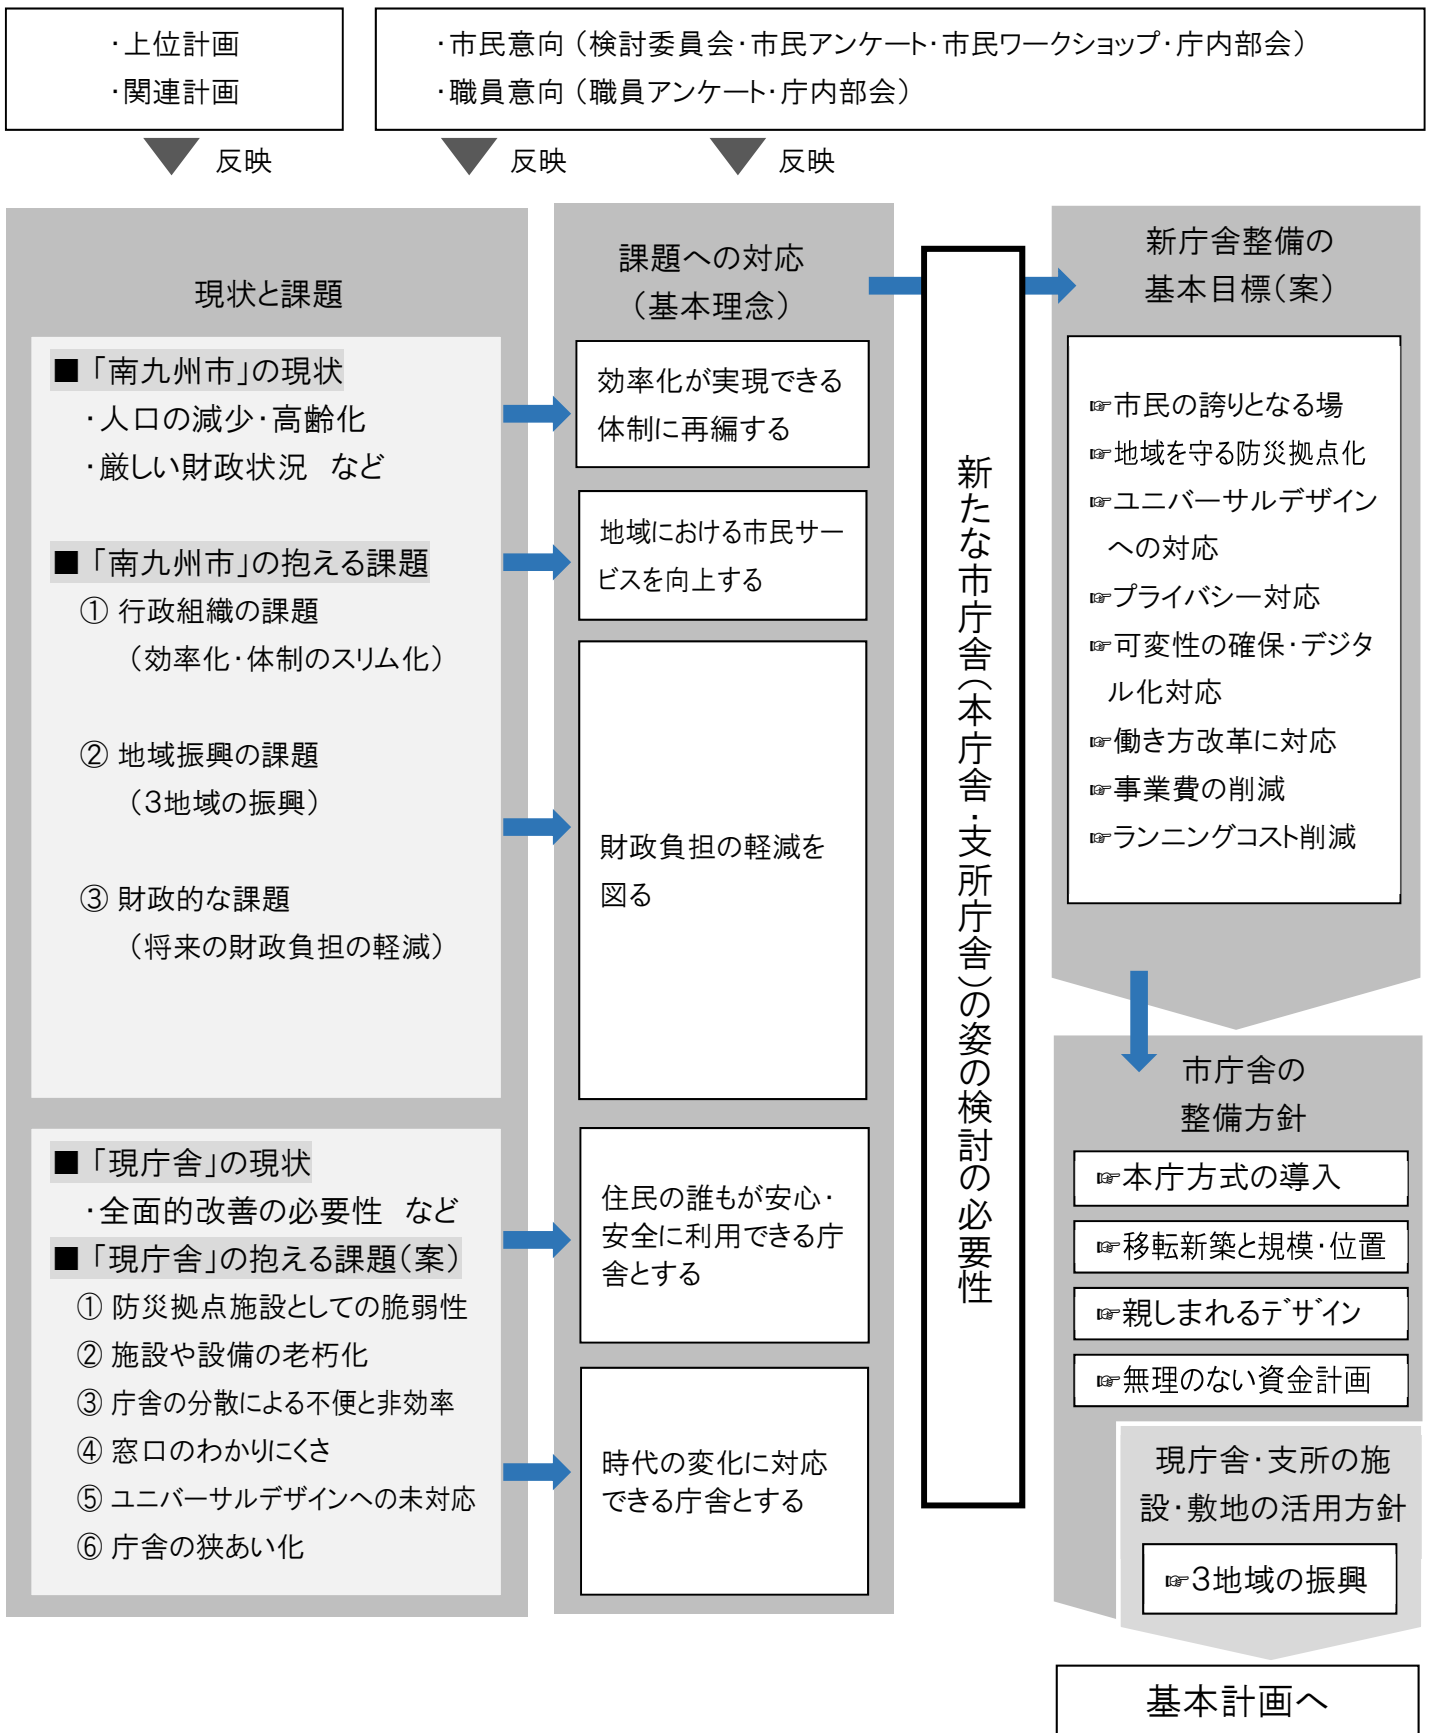 ・上位計画
・関連計画
・市民意向（検討委員会・市民アンケート・市民ワークショップ・庁内部会）
・職員意向（職員アンケート・庁内部会）
反映
反映
反映
現状と課題
■「南九州市」の現状
・人口の減少・高齢化
・厳しい財政状況　など
■「南九州市」の抱える課題
① 行政組織の課題
（効率化・体制のスリム化）
② 地域振興の課題
（3地域の振興）
③ 財政的な課題
（将来の財政負担の軽減）
■「現庁舎」の現状
・全面的改善の必要性　など
■「現庁舎」の抱える課題（案）
① 防災拠点施設としての脆弱性
② 施設や設備の老朽化
③ 庁舎の分散による不便と非効率
④ 窓口のわかりにくさ
⑤ ユニバーサルデザインへの未対応
⑥ 庁舎の狭あい化
課題への対応
（基本理念）
効率化が実現できる
体制に再編する
地域における市民サー
ビスを向上する
財政負担の軽減を
図る
住民の誰もが安心・
安全に利用できる庁
舎とする
時代の変化に対応
できる庁舎とする
新たな市庁舎（本庁舎・支所庁舎）の姿の検討の必要性
新庁舎整備の
基本目標（案）
☞市民の誇りとなる場
☞地域を守る防災拠点化
☞ユニバーサルデザイン
への対応
☞プライバシー対応
☞可変性の確保・デジタ
ル化対応
☞働き方改革に対応
☞事業費の削減
☞ランニングコスト削減
市庁舎の
整備方針
☞本庁方式の導入
☞移転新築と規模・位置
☞親しまれるデザイン
☞無理のない資金計画
現庁舎・支所の施
設・敷地の活用方針
☞3地域の振興
基本計画へ